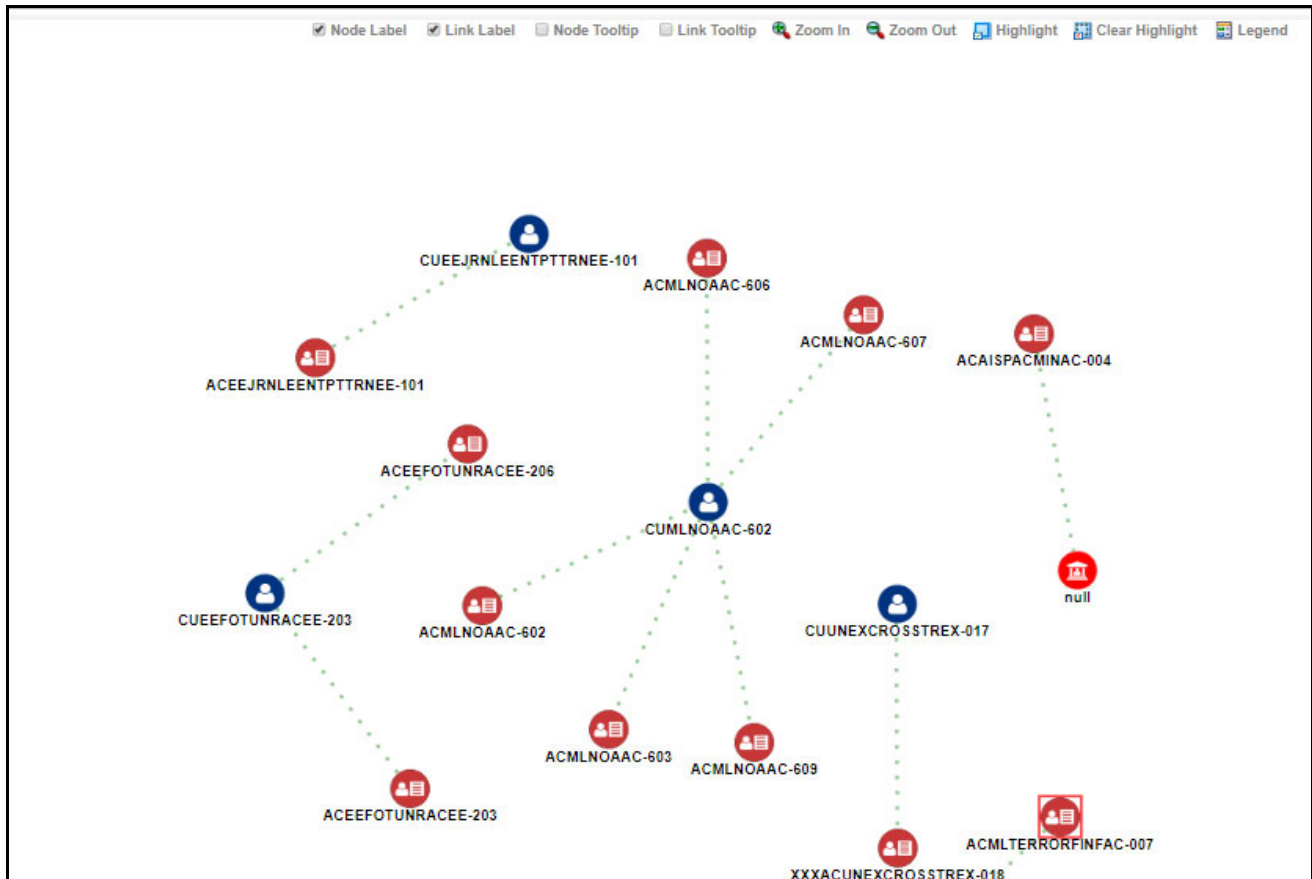 Node Label Link Label Node Tooltip Link Tooltip Zoom In Zoom Out Highlight Clear Highlight Legend
CUEEJRNLEENTPTTRNEE-101
ACMLNOAAC-606
ACMLNOAAC-607
ACAISPACMINAC-004
ACEEJRNLEENTPTTRNEE-101
ACEEFOTUNRACEE-206
CUMLNOAAC-602
null
CUEEFOTUNRACEE-203
ACMLNOAAC-602
CUUNEXCROSSTREX-017
ACMLNOAAC-603
ACMLNOAAC-609
ACEEFOTUNRACEE-203
ACMLTERRORFINFAC-007
XXXACUNEXCROSSTREX-018